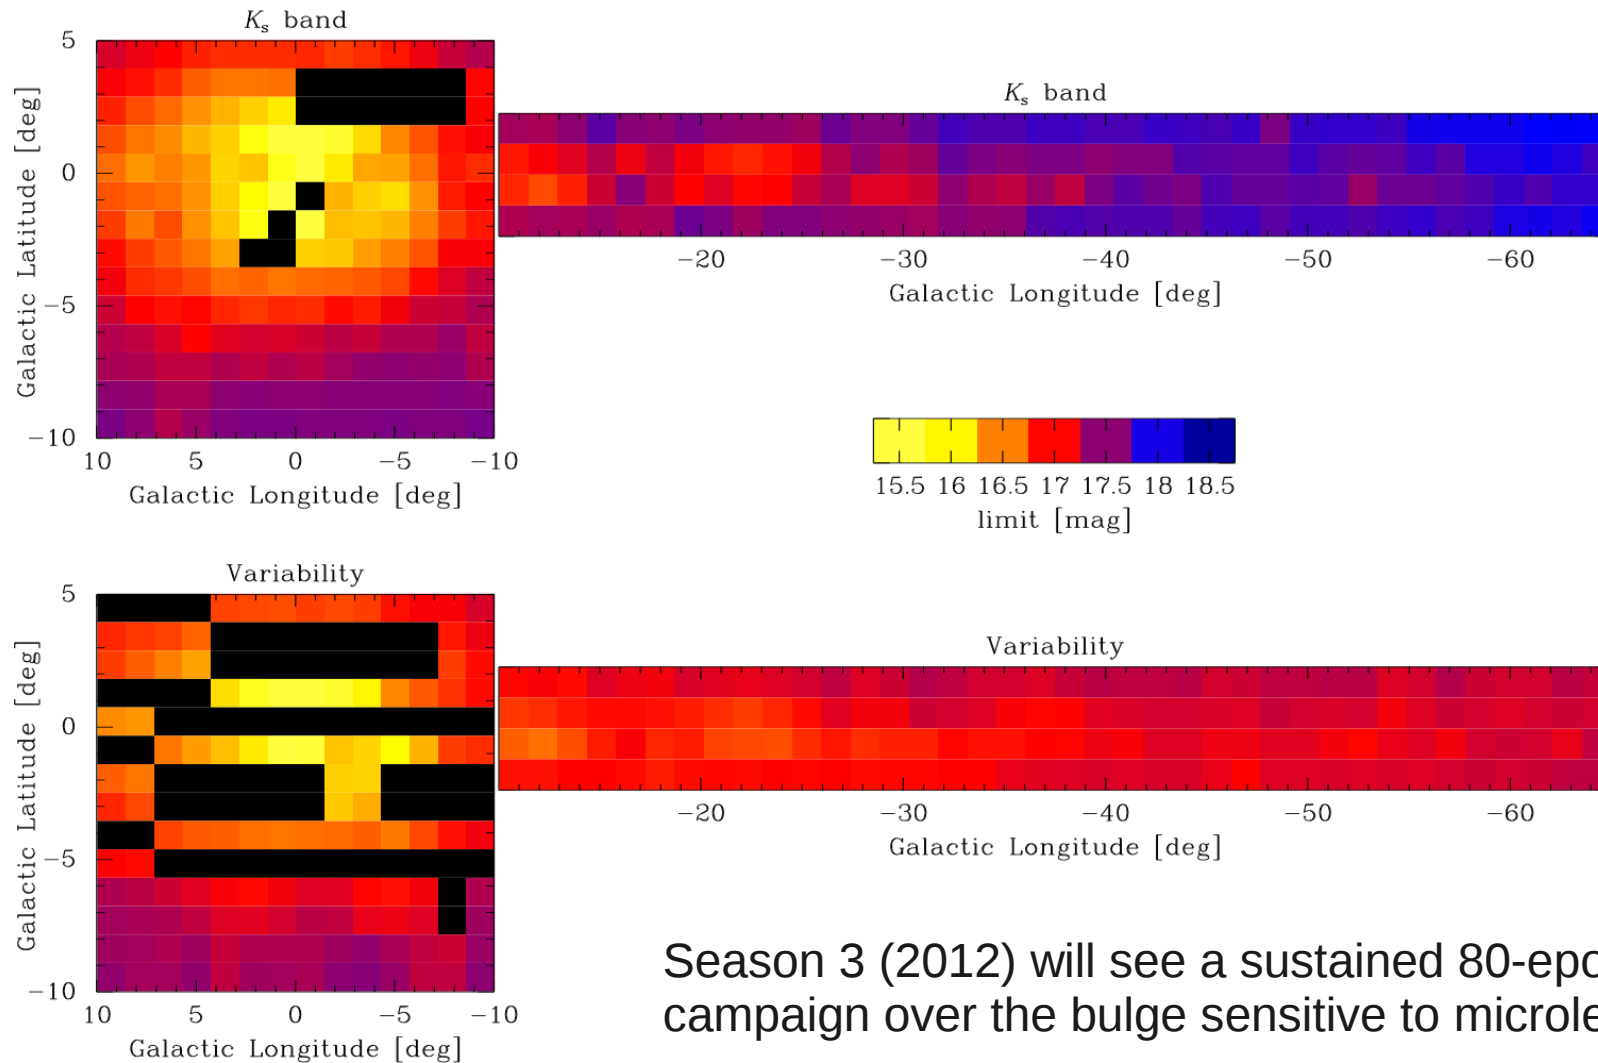 Ks band
5
0
−5
−10
Galactic Latitude [deg]
10 5 0 −5 −10
Galactic Longitude [deg]
Ks band
−20 −30 −40 −50 −60
Galactic Longitude [deg]
15.5 16 16.5 17 17.5 18 18.5
limit [mag]
Variability
5
0
−5
−10
Galactic Latitude [deg]
10 5 0 −5 −10
Galactic Longitude [deg]
Variability
−20 −30 −40 −50 −60
Galactic Longitude [deg]
Season 3 (2012) will see a sustained 80-epo
campaign over the bulge sensitive to microle